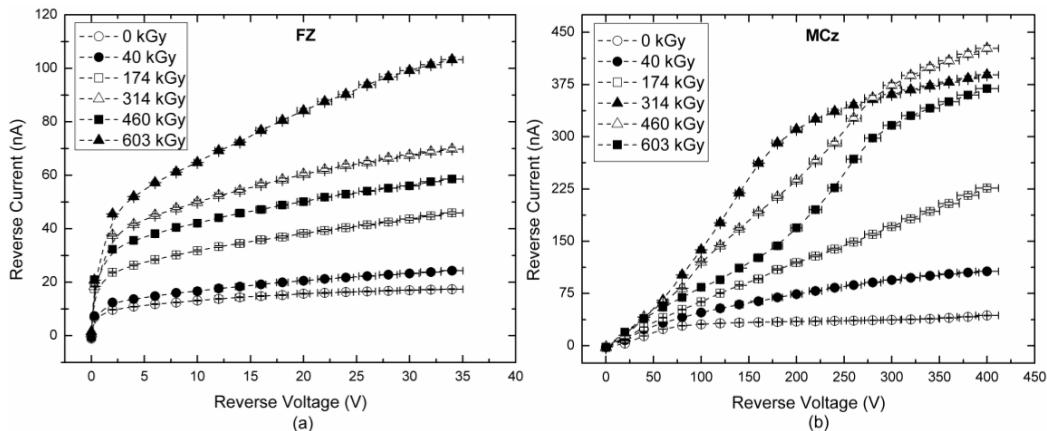 FZ
0 kGy
40 kGy
174 kGy
314 kGy
460 kGy
603 kGy
120
100
80
60
40
20
0
Reverse Current (nA)
0 5 10 15 20 25 30 35 40
Reverse Voltage (V)
(a)
MCz
0 kGy
40 kGy
174 kGy
314 kGy
460 kGy
603 kGy
450
375
300
225
150
75
0
Reverse Current (nA)
0 50 100 150 200 250 300 350 400 450
Reverse Voltage (V)
(b)